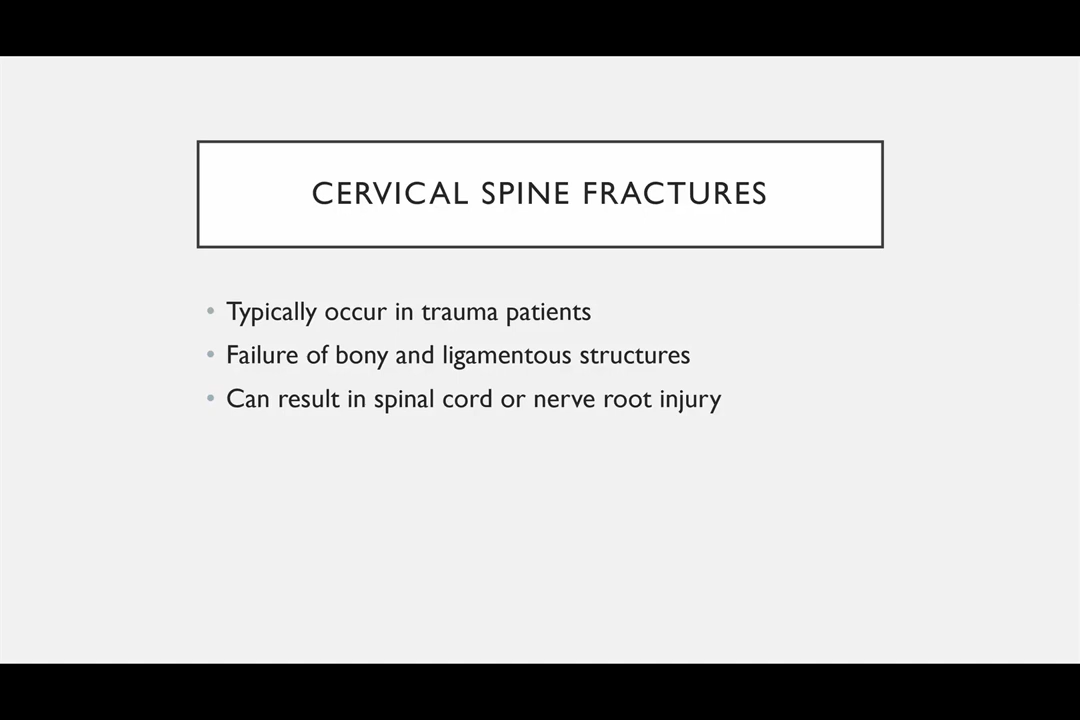 CERVICAL SPINE FRACTURES
• Typically occur in trauma patients
• Failure of bony and ligamentous structures
• Can result in spinal cord or nerve root injury